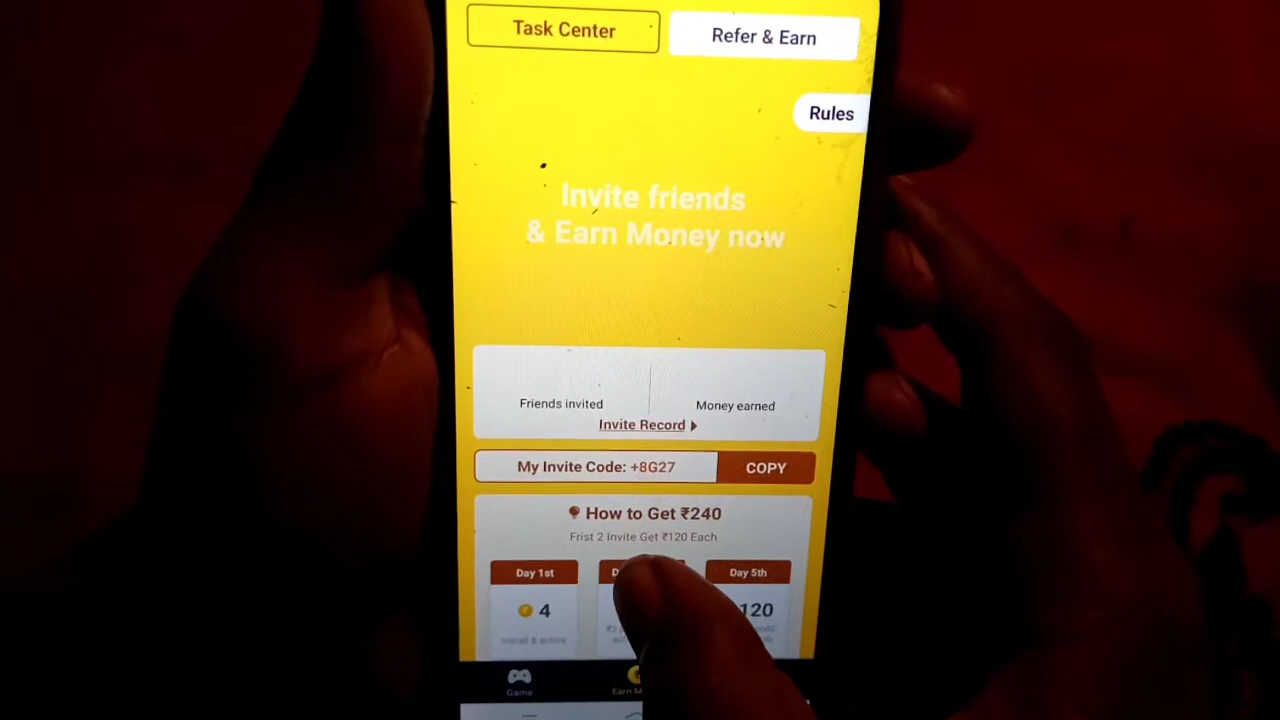 Task Center
Refer & Earn
Rules
Invite friends
& Earn Money now
Friends invited
Money earned
Invite Record
My Invite Code: +8G27
COPY
How to Get ₹240
Frist 2 Invite Get ₹120 Each
Day 1st
Day 5th
4
120
install & active
Game
Earn